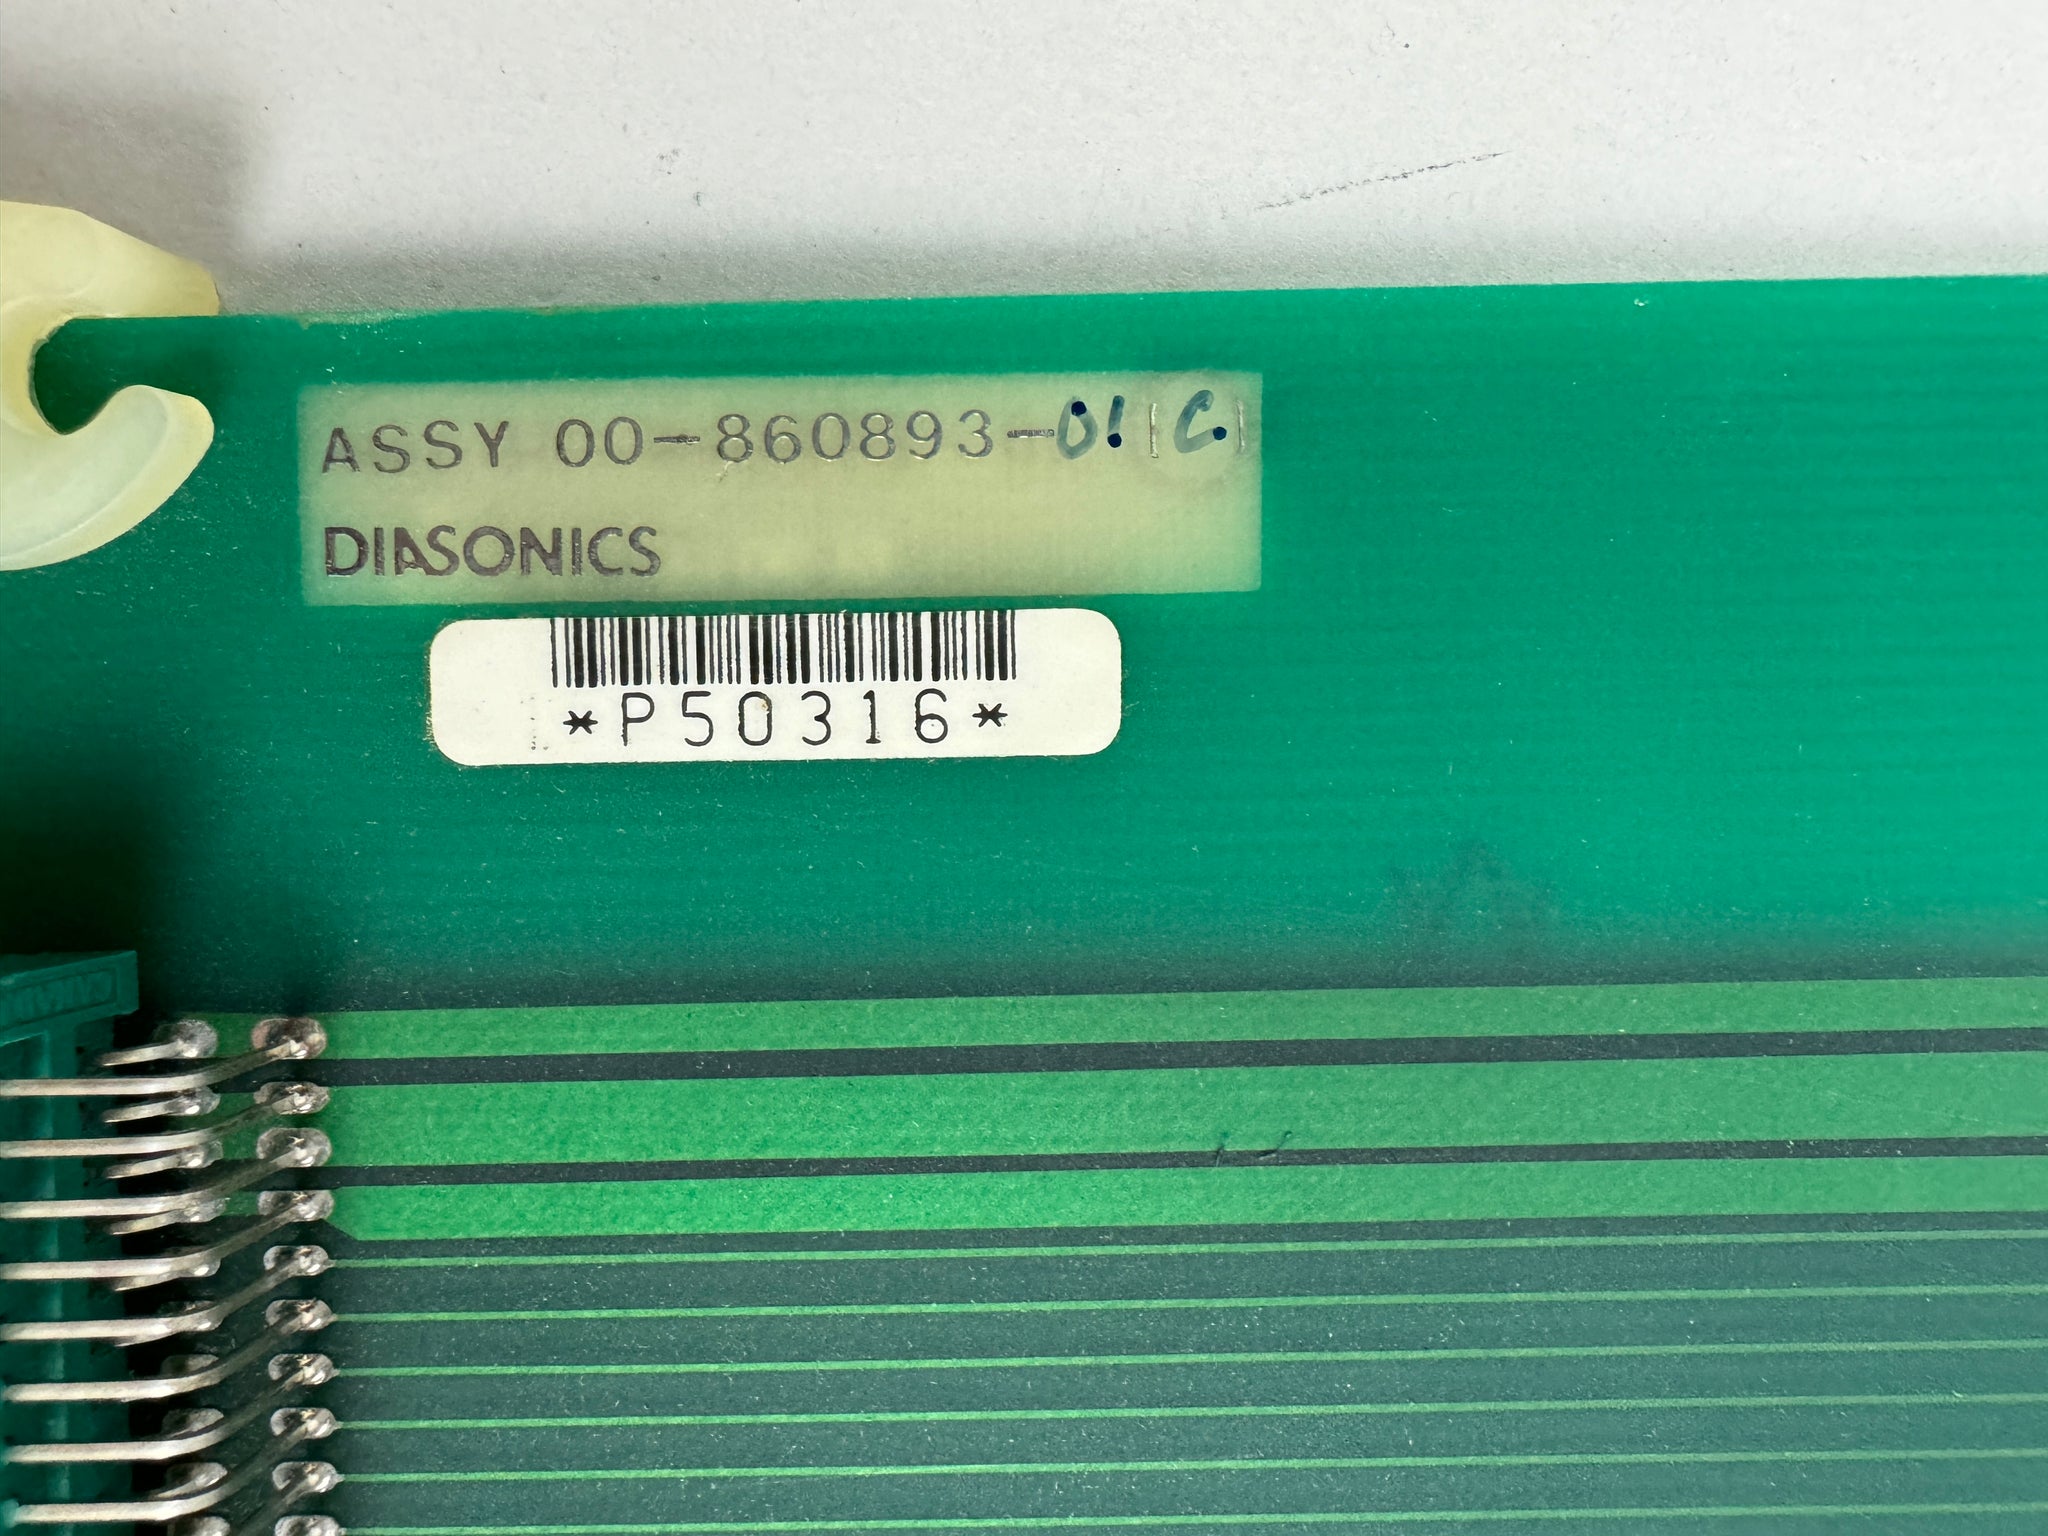 ASSY 00-860893-01 (C)
DIASONICS
*P50316*